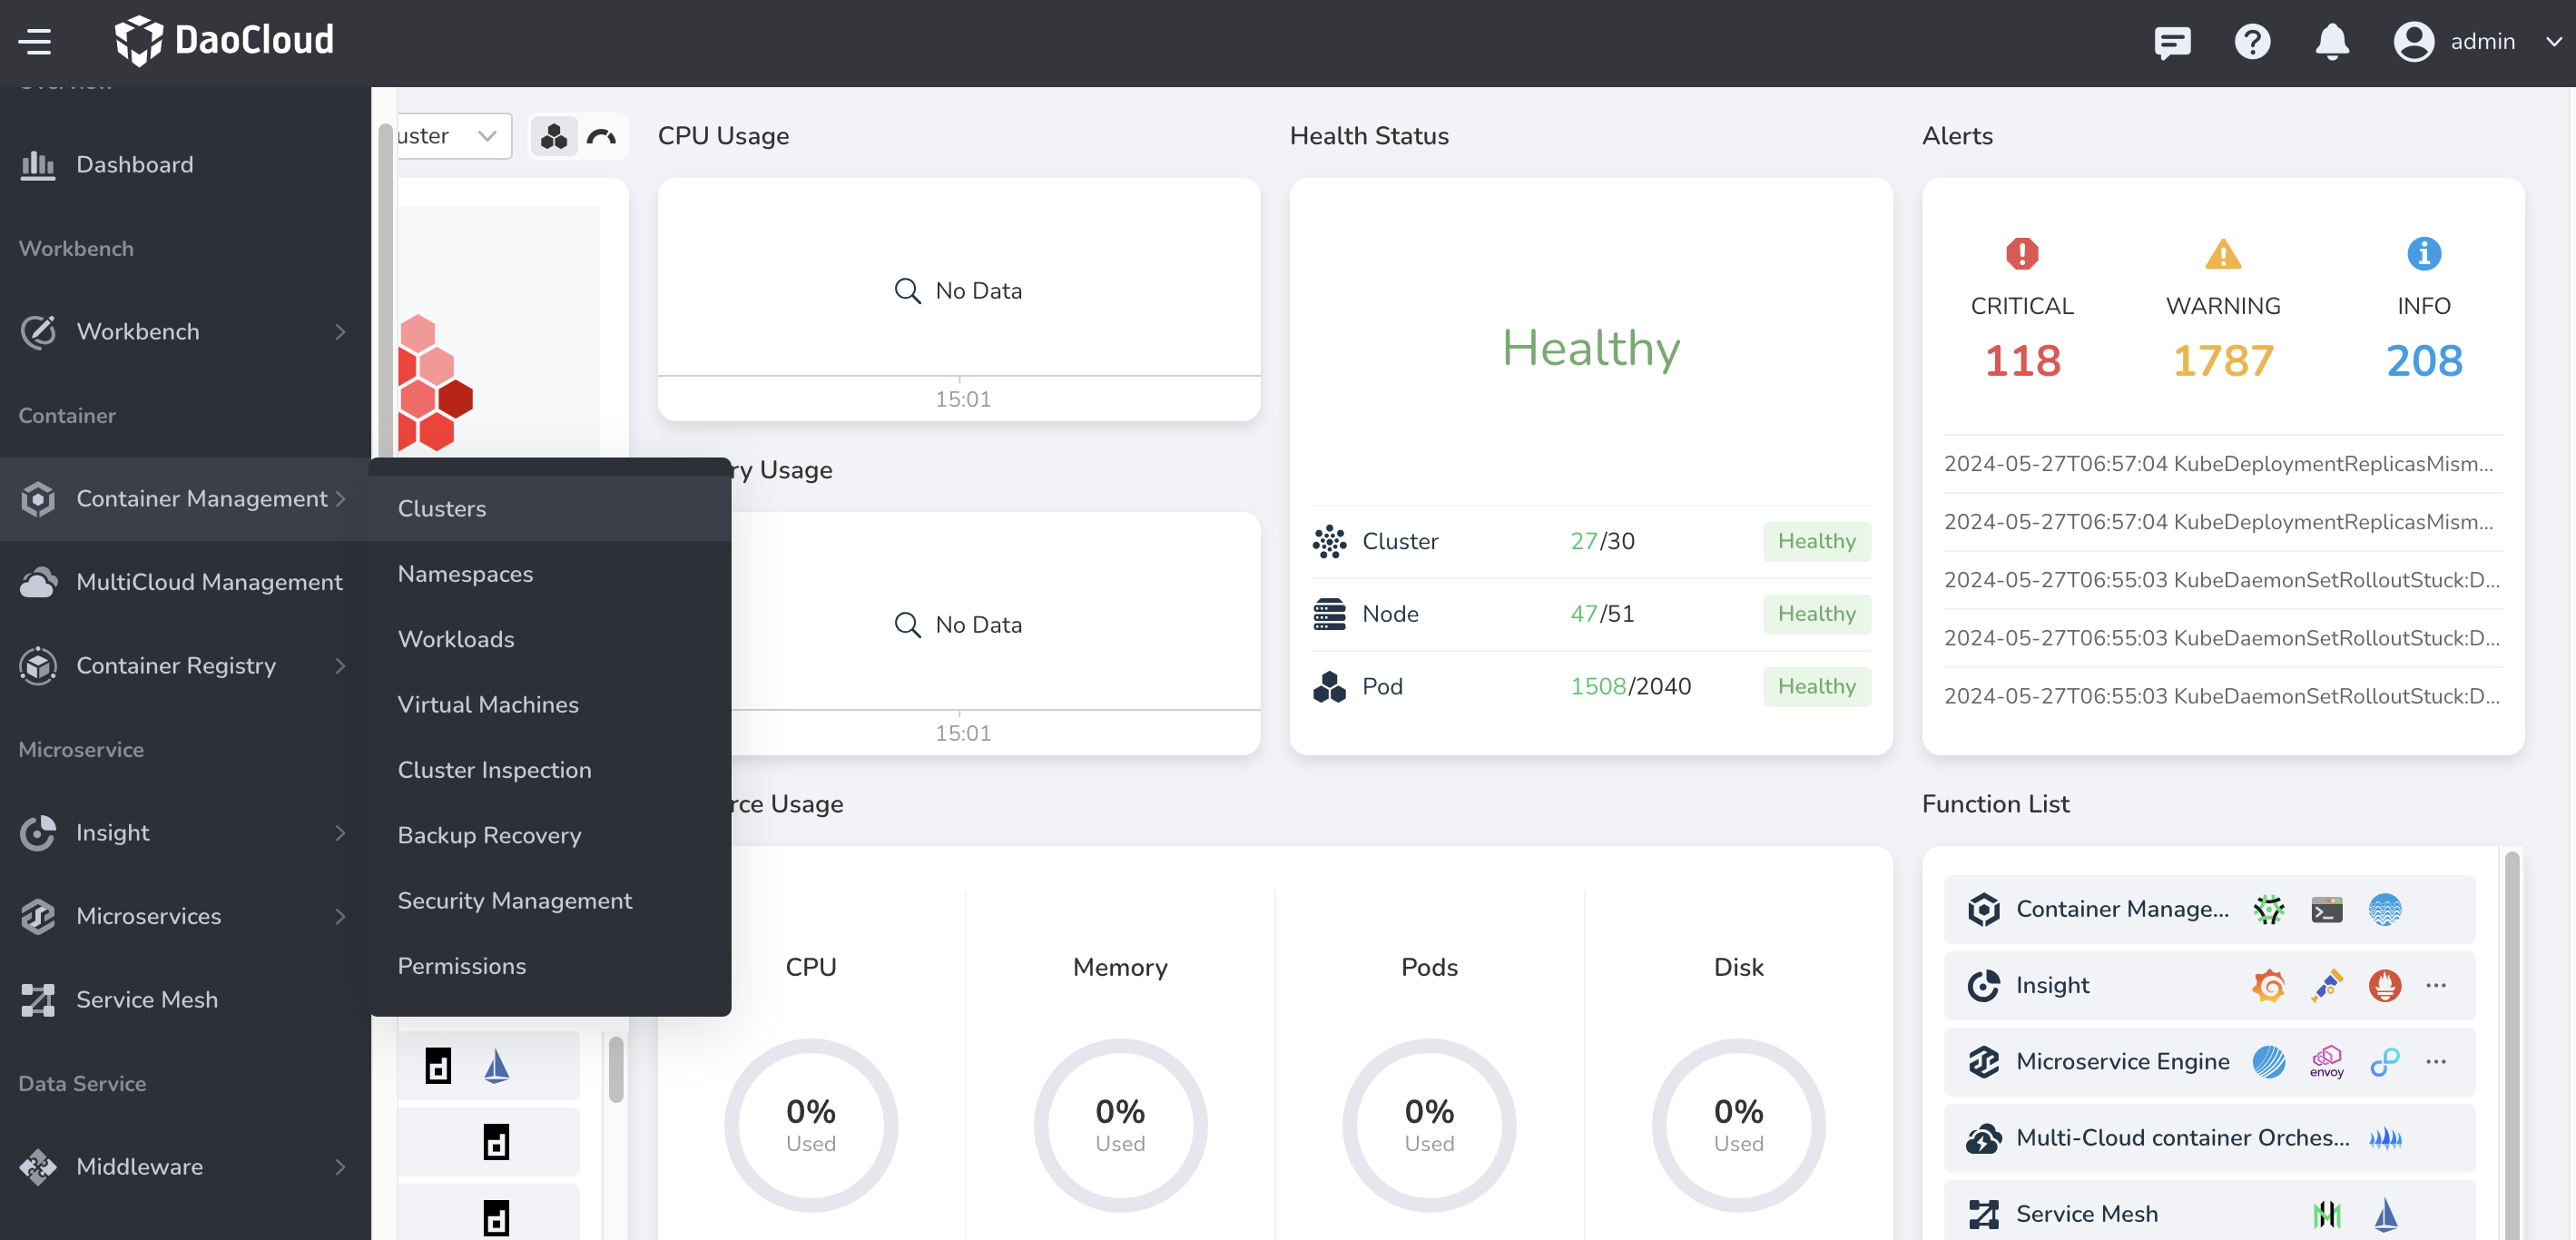 DaoCloud
admin
Overview
Dashboard
Workbench
Workbench
Container
Container Management
MultiCloud Management
Container Registry
Microservice
Insight
Microservices
Service Mesh
Data Service
Middleware
Clusters
Namespaces
Workloads
Virtual Machines
Cluster Inspection
Backup Recovery
Security Management
Permissions
uster
CPU Usage
No Data
15:01
ry Usage
No Data
15:01
Health Status
Healthy
Cluster 27/30 Healthy
Node 47/51 Healthy
Pod 1508/2040 Healthy
Alerts
CRITICAL WARNING INFO
118 1787 208
2024-05-27T06:57:04 KubeDeploymentReplicasMism...
2024-05-27T06:57:04 KubeDeploymentReplicasMism...
2024-05-27T06:55:03 KubeDaemonSetRolloutStuck:D...
2024-05-27T06:55:03 KubeDaemonSetRolloutStuck:D...
2024-05-27T06:55:03 KubeDaemonSetRolloutStuck:D...
rce Usage
CPU Memory Pods Disk
0% 0% 0% 0%
Used Used Used Used
Function List
Container Manage...
Insight ...
Microservice Engine envoy ...
Multi-Cloud container Orches...
Service Mesh